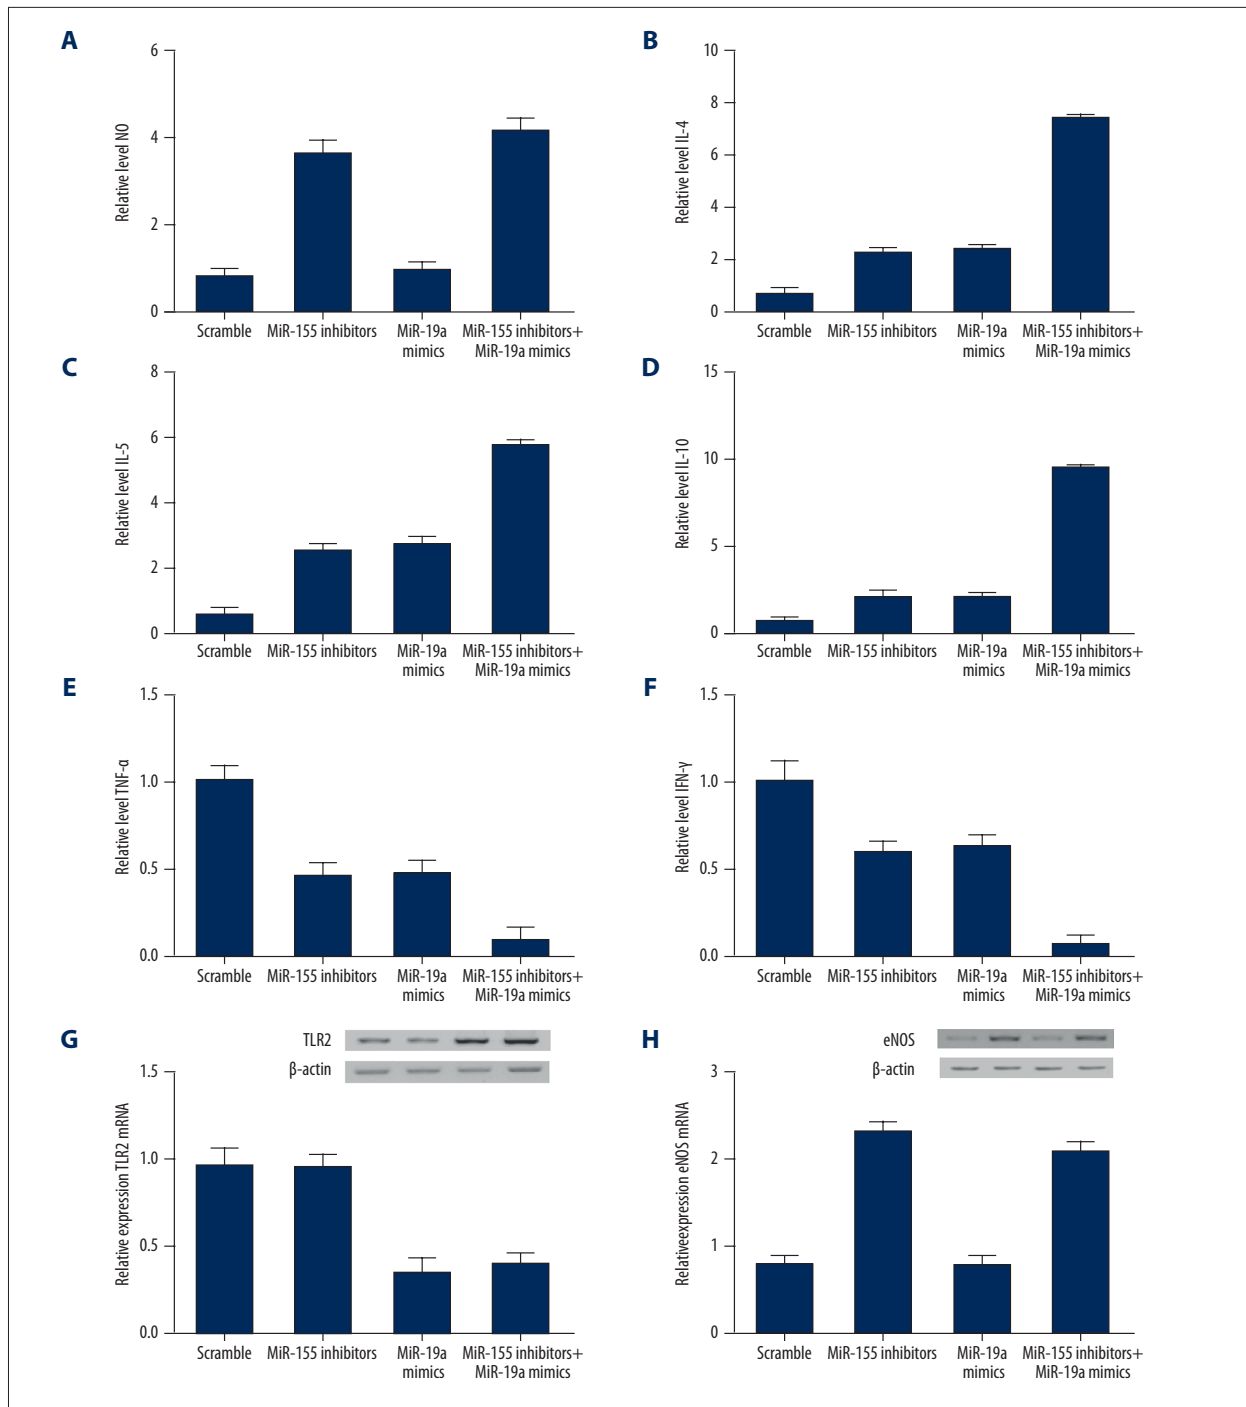 A
Relative level NO
6
4
2
0
Scramble
MiR-155 inhibitors
MiR-19a
mimics
MiR-155 inhibitors+
MiR-19a mimics
B
Relative level IL-4
10
8
6
4
2
0
Scramble
MiR-155 inhibitors
MiR-19a
mimics
MiR-155 inhibitors+
MiR-19a mimics
C
Relative level IL-5
8
6
4
2
0
Scramble
MiR-155 inhibitors
MiR-19a
mimics
MiR-155 inhibitors+
MiR-19a mimics
D
Relative level IL-10
15
10
5
0
Scramble
MiR-155 inhibitors
MiR-19a
mimics
MiR-155 inhibitors+
MiR-19a mimics
E
Relative level TNF-α
1.5
1.0
0.5
0.0
Scramble
MiR-155 inhibitors
MiR-19a
mimics
MiR-155 inhibitors+
MiR-19a mimics
F
Relative level IFN-γ
1.5
1.0
0.5
0.0
Scramble
MiR-155 inhibitors
MiR-19a
mimics
MiR-155 inhibitors+
MiR-19a mimics
G
TLR2
β-actin
Relative expression TLR2 mRNA
1.5
1.0
0.5
0.0
Scramble
MiR-155 inhibitors
MiR-19a
mimics
MiR-155 inhibitors+
MiR-19a mimics
H
eNOS
β-actin
Relativeexpression eNOS mRNA
3
2
1
0
Scramble
MiR-155 inhibitors
MiR-19a
mimics
MiR-155 inhibitors+
MiR-19a mimics